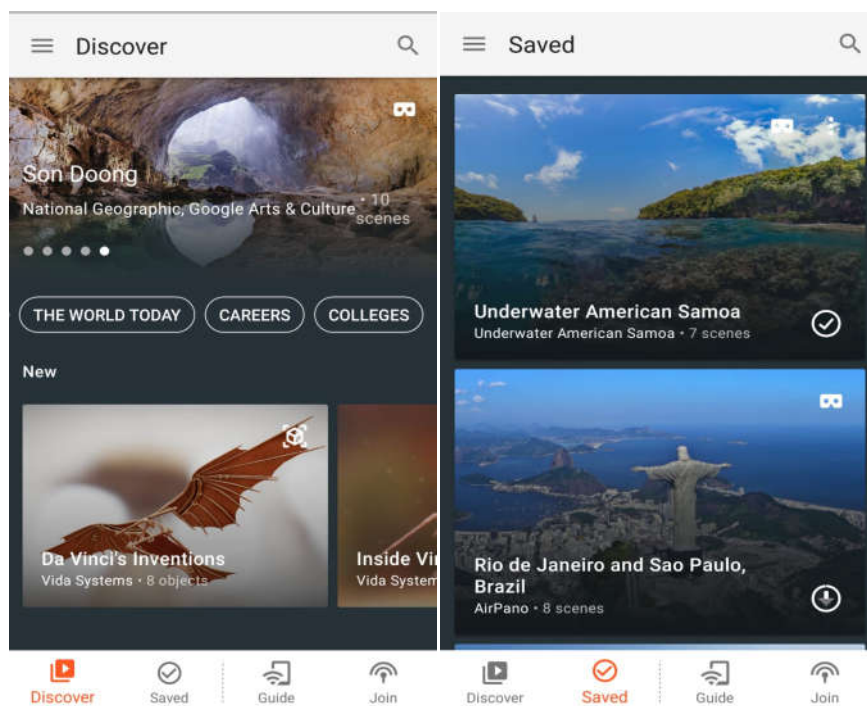 Discover
Son Doong
National Geographic, Google Arts & Culture • 10
scenes
THE WORLD TODAY
CAREERS
COLLEGES
New
Da Vinci's Inventions
Vida Systems • 8 objects
Inside Vi
Vida System
Discover
Saved
Guide
Join
Saved
Underwater American Samoa
Underwater American Samoa • 7 scenes
Rio de Janeiro and Sao Paulo,
Brazil
AirPano • 8 scenes
Discover
Saved
Guide
Join